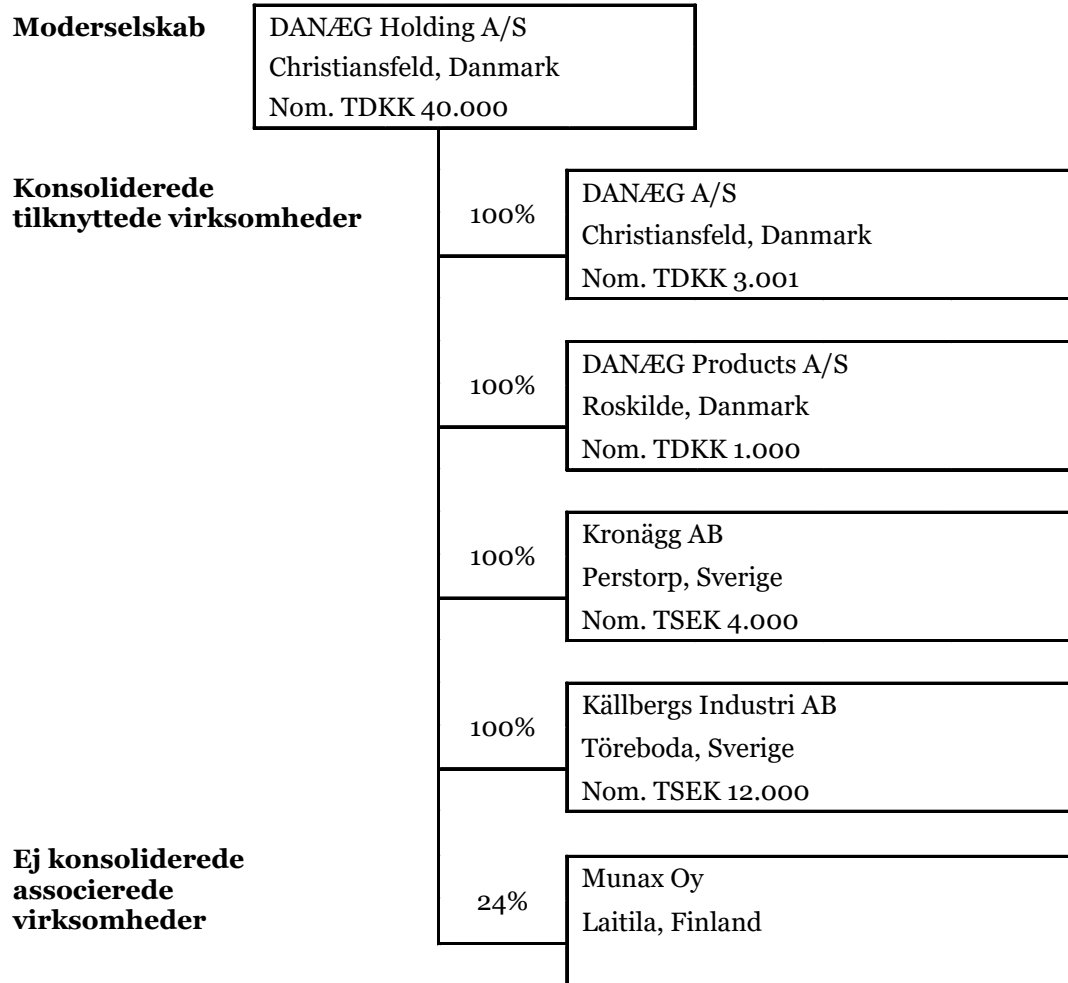 Moderselskab
DANÆG Holding A/S
Christiansfeld, Danmark
Nom. TDKK 40.000
Konsoliderede
tilknyttede virksomheder
100%
DANÆG A/S
Christiansfeld, Danmark
Nom. TDKK 3.001
100%
DANÆG Products A/S
Roskilde, Danmark
Nom. TDKK 1.000
100%
Kronägg AB
Perstorp, Sverige
Nom. TSEK 4.000
100%
Källbergs Industri AB
Töreboda, Sverige
Nom. TSEK 12.000
Ej konsoliderede
associerede
virksomheder
24%
Munax Oy
Laitila, Finland